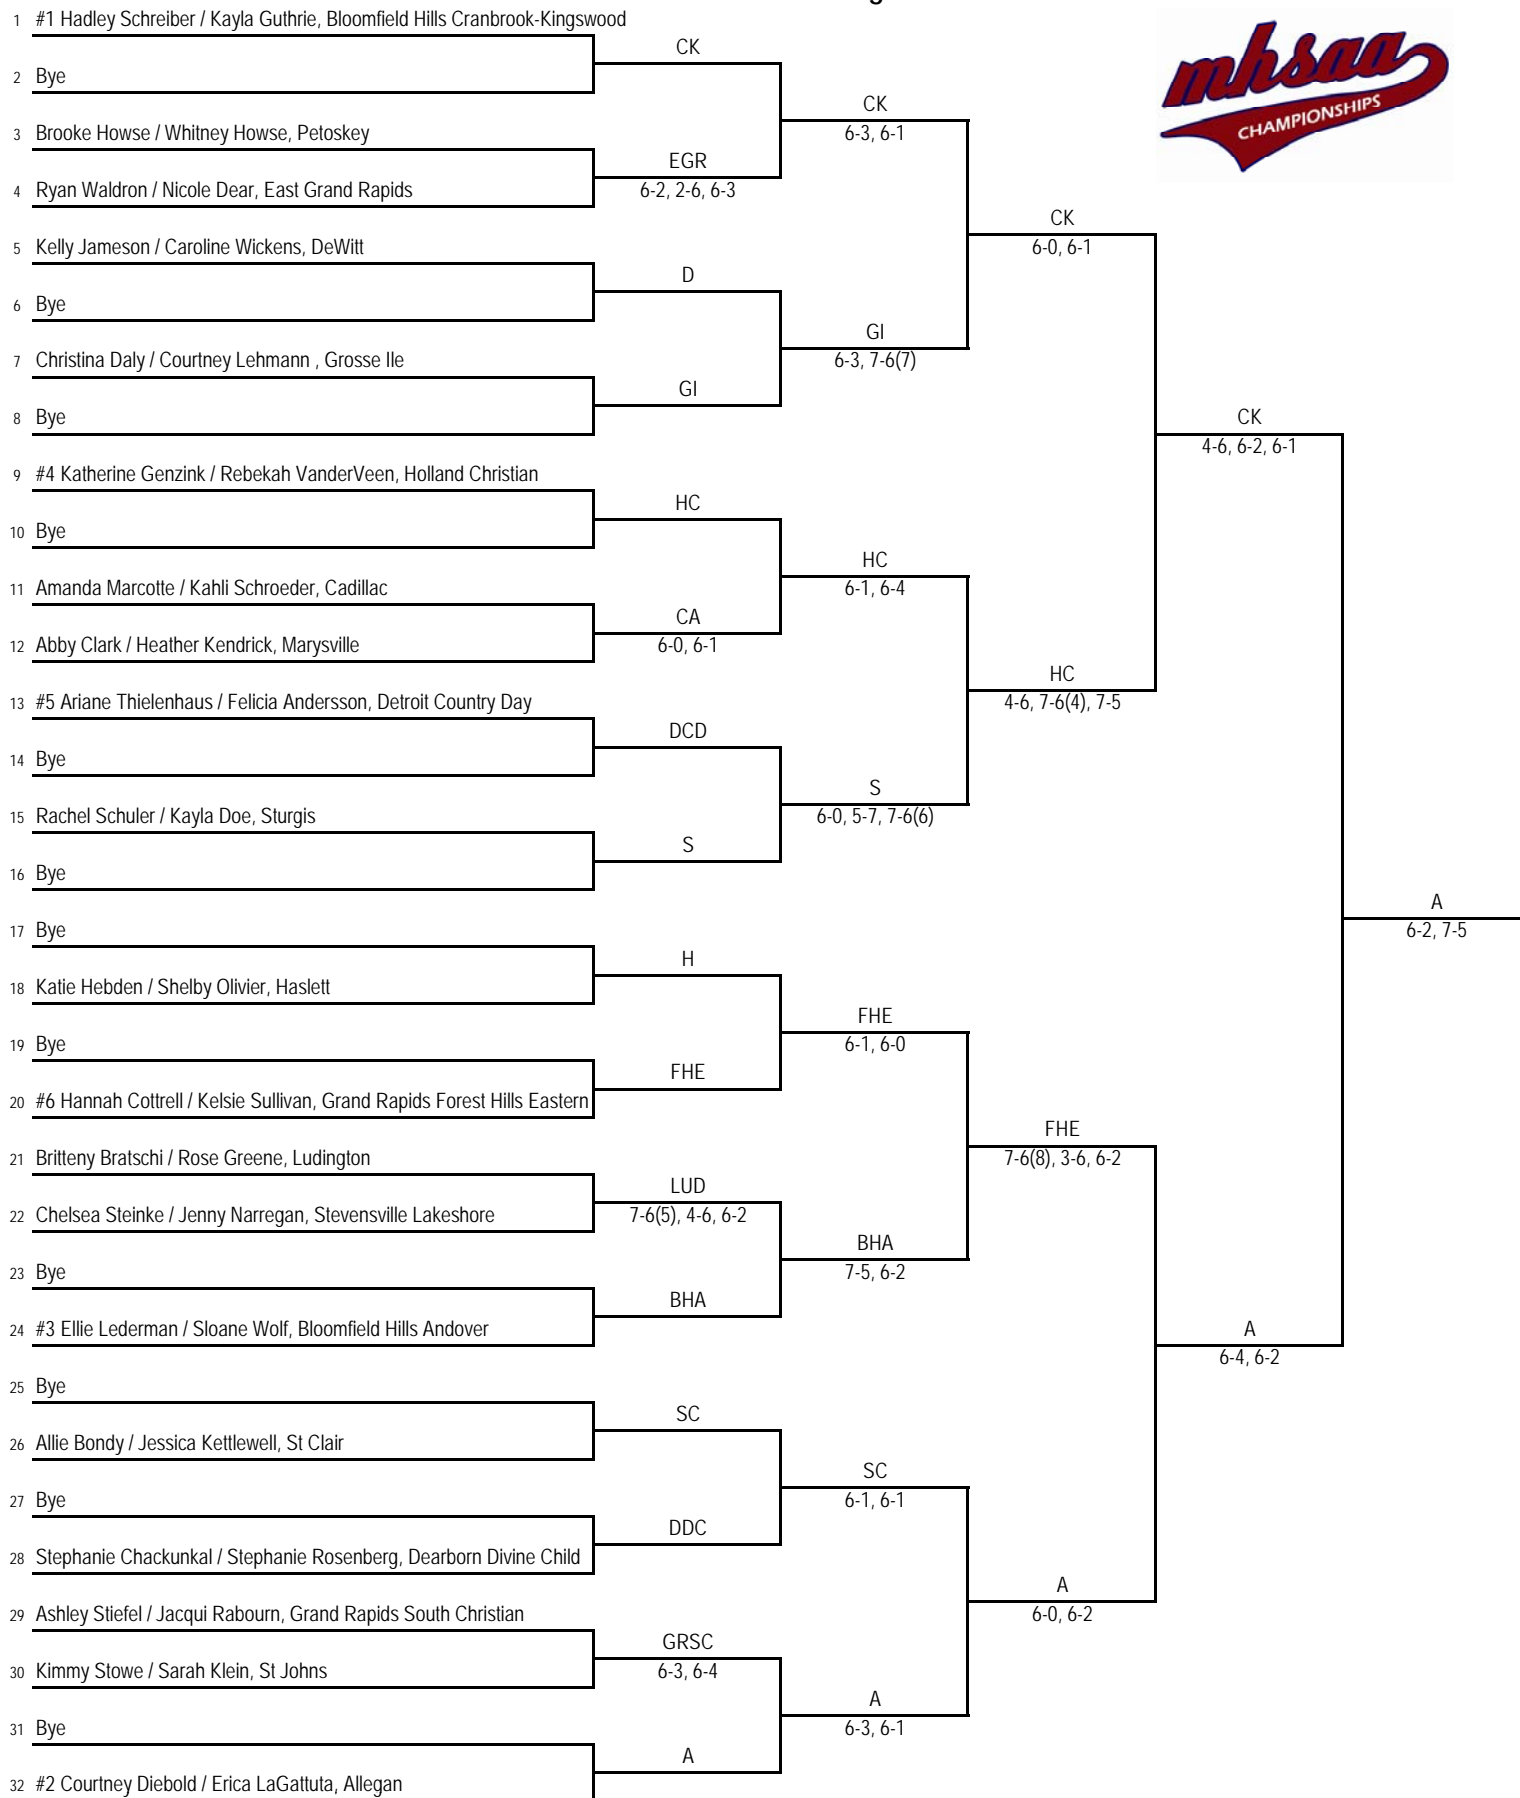 g
mhsaa
CHAMPIONSHIPS
1 #1 Hadley Schreiber / Kayla Guthrie, Bloomfield Hills Cranbrook-Kingswood
CK
2 Bye
CK
6-3, 6-1
3 Brooke Howse / Whitney Howse, Petoskey
EGR
6-2, 2-6, 6-3
4 Ryan Waldron / Nicole Dear, East Grand Rapids
CK
6-0, 6-1
5 Kelly Jameson / Caroline Wickens, DeWitt
D
6 Bye
GI
6-3, 7-6(7)
7 Christina Daly / Courtney Lehmann , Grosse Ile
GI
8 Bye
CK
4-6, 6-2, 6-1
9 #4 Katherine Genzink / Rebekah VanderVeen, Holland Christian
HC
10 Bye
HC
6-1, 6-4
11 Amanda Marcotte / Kahli Schroeder, Cadillac
CA
6-0, 6-1
12 Abby Clark / Heather Kendrick, Marysville
HC
4-6, 7-6(4), 7-5
13 #5 Ariane Thielenhaus / Felicia Andersson, Detroit Country Day
DCD
14 Bye
S
6-0, 5-7, 7-6(6)
15 Rachel Schuler / Kayla Doe, Sturgis
S
16 Bye
A
6-2, 7-5
17 Bye
H
18 Katie Hebden / Shelby Olivier, Haslett
FHE
6-1, 6-0
19 Bye
FHE
20 #6 Hannah Cottrell / Kelsie Sullivan, Grand Rapids Forest Hills Eastern
FHE
7-6(8), 3-6, 6-2
21 Britteny Bratschi / Rose Greene, Ludington
LUD
7-6(5), 4-6, 6-2
22 Chelsea Steinke / Jenny Narregan, Stevensville Lakeshore
BHA
7-5, 6-2
23 Bye
BHA
24 #3 Ellie Lederman / Sloane Wolf, Bloomfield Hills Andover
A
6-4, 6-2
25 Bye
SC
26 Allie Bondy / Jessica Kettlewell, St Clair
SC
6-1, 6-1
27 Bye
DDC
28 Stephanie Chackunkal / Stephanie Rosenberg, Dearborn Divine Child
A
6-0, 6-2
29 Ashley Stiefel / Jacqui Rabourn, Grand Rapids South Christian
GRSC
6-3, 6-4
30 Kimmy Stowe / Sarah Klein, St Johns
A
6-3, 6-1
31 Bye
A
32 #2 Courtney Diebold / Erica LaGattuta, Allegan